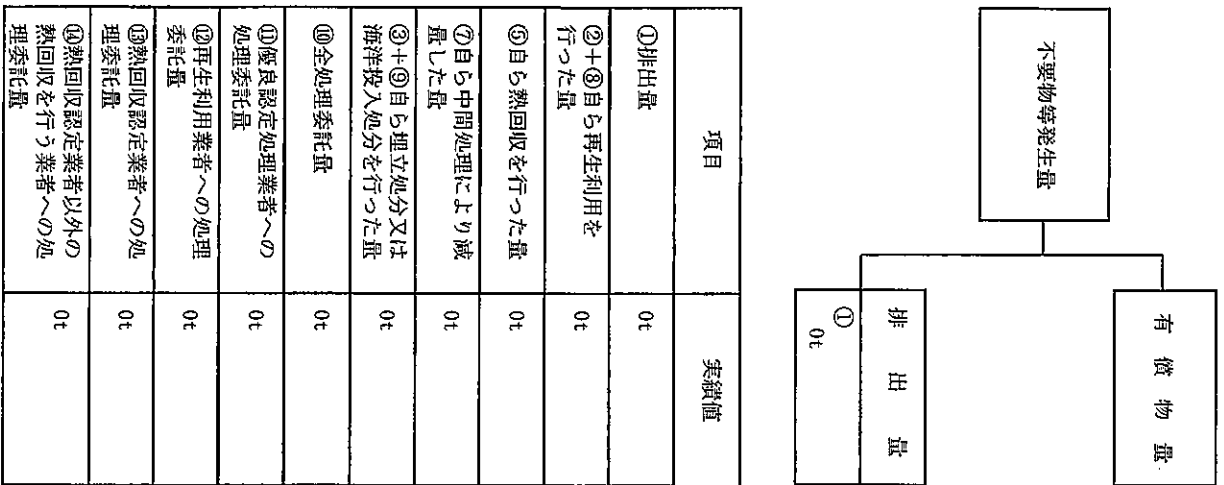 不要物等発生量
有償物量
排出量
①
0t
項目
実績値
①排出量
0t
②+⑧自ら再生利用を
行った量
0t
⑤自ら熱回収を行った量
0t
⑦自ら中間処理により減
量した量
0t
③+⑨自ら埋立処分又は
海洋投入処分を行った量
0t
⑩全処理委託量
0t
⑪優良認定処理業者への
処理委託量
0t
⑫再生利用業者への処理
委託量
0t
⑬熱回収認定業者への処
理委託量
0t
⑭熱回収認定業者以外の
熱回収を行う業者への処
理委託量
0t